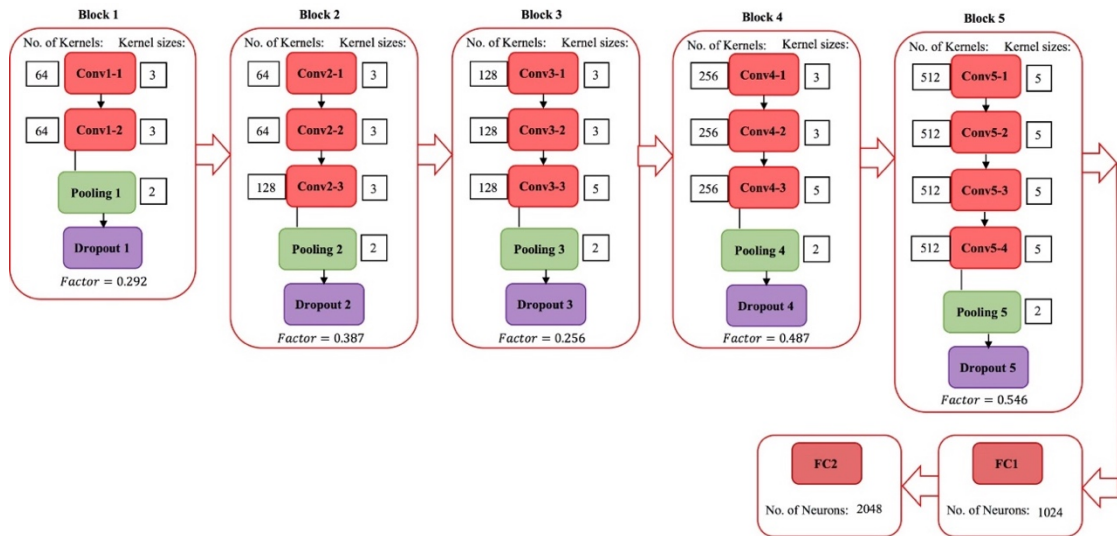 Block 1
No. of Kernels: Kernel sizes:
64 Conv1-1 3
64 Conv1-2 3
Pooling 1 2
Dropout 1
Factor = 0.292
Block 2
No. of Kernels: Kernel sizes:
64 Conv2-1 3
64 Conv2-2 3
128 Conv2-3 3
Pooling 2 2
Dropout 2
Factor = 0.387
Block 3
No. of Kernels: Kernel sizes:
128 Conv3-1 3
128 Conv3-2 3
128 Conv3-3 5
Pooling 3 2
Dropout 3
Factor = 0.256
Block 4
No. of Kernels: Kernel sizes:
256 Conv4-1 3
256 Conv4-2 3
256 Conv4-3 5
Pooling 4 2
Dropout 4
Factor = 0.487
Block 5
No. of Kernels: Kernel sizes:
512 Conv5-1 5
512 Conv5-2 5
512 Conv5-3 5
512 Conv5-4 5
Pooling 5 2
Dropout 5
Factor = 0.546
FC1
No. of Neurons: 1024
FC2
No. of Neurons: 2048